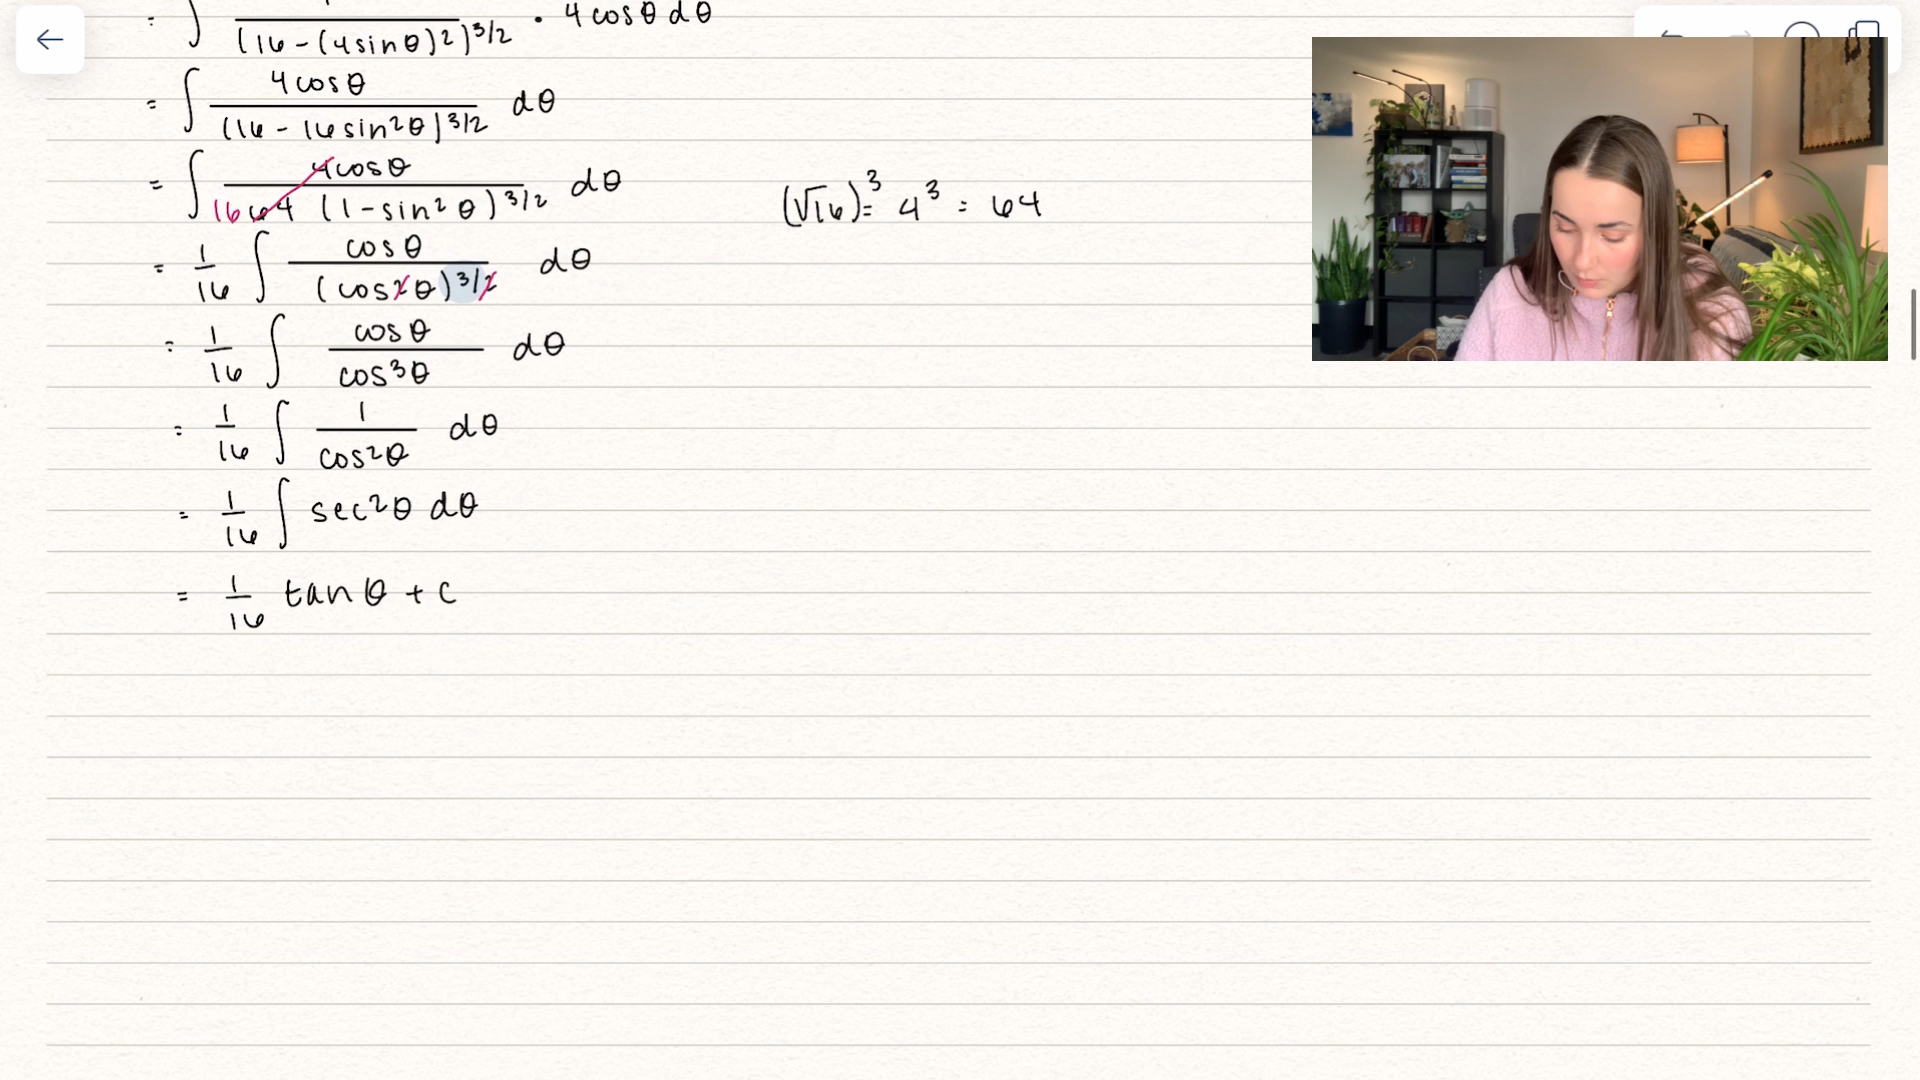 = ∫ / (16 - (4sinθ)2)^3/2 · 4cosθ dθ
= ∫ 4cosθ / (16 - 16sin²θ)^3/2 dθ
= ∫ 4cosθ / 16 64 (1 - sin²θ)^3/2 dθ
(√16)^3 = 4^3 = 64
= 1/16 ∫ cosθ / (cos²θ)^3/2 dθ
= 1/16 ∫ cosθ / cos³θ dθ
= 1/16 ∫ 1 / cos²θ dθ
= 1/16 ∫ sec²θ dθ
= 1/16 tanθ + c